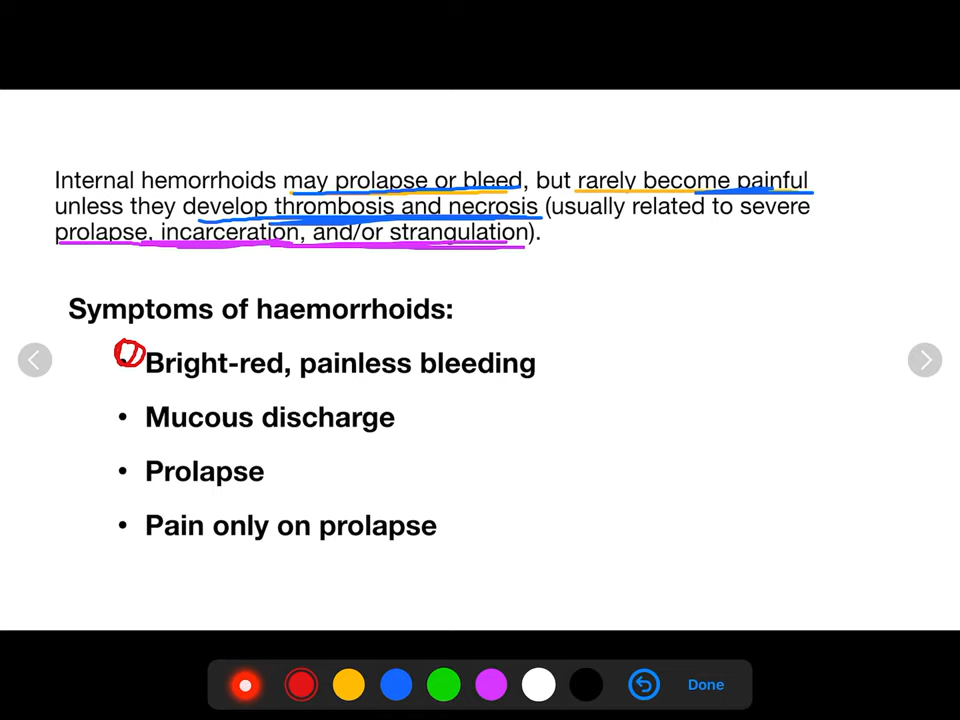 Internal hemorrhoids may prolapse or bleed, but rarely become painful
unless they develop thrombosis and necrosis (usually related to severe
prolapse, incarceration, and/or strangulation).
Symptoms of haemorrhoids:
• Bright-red, painless bleeding
• Mucous discharge
• Prolapse
• Pain only on prolapse
Done